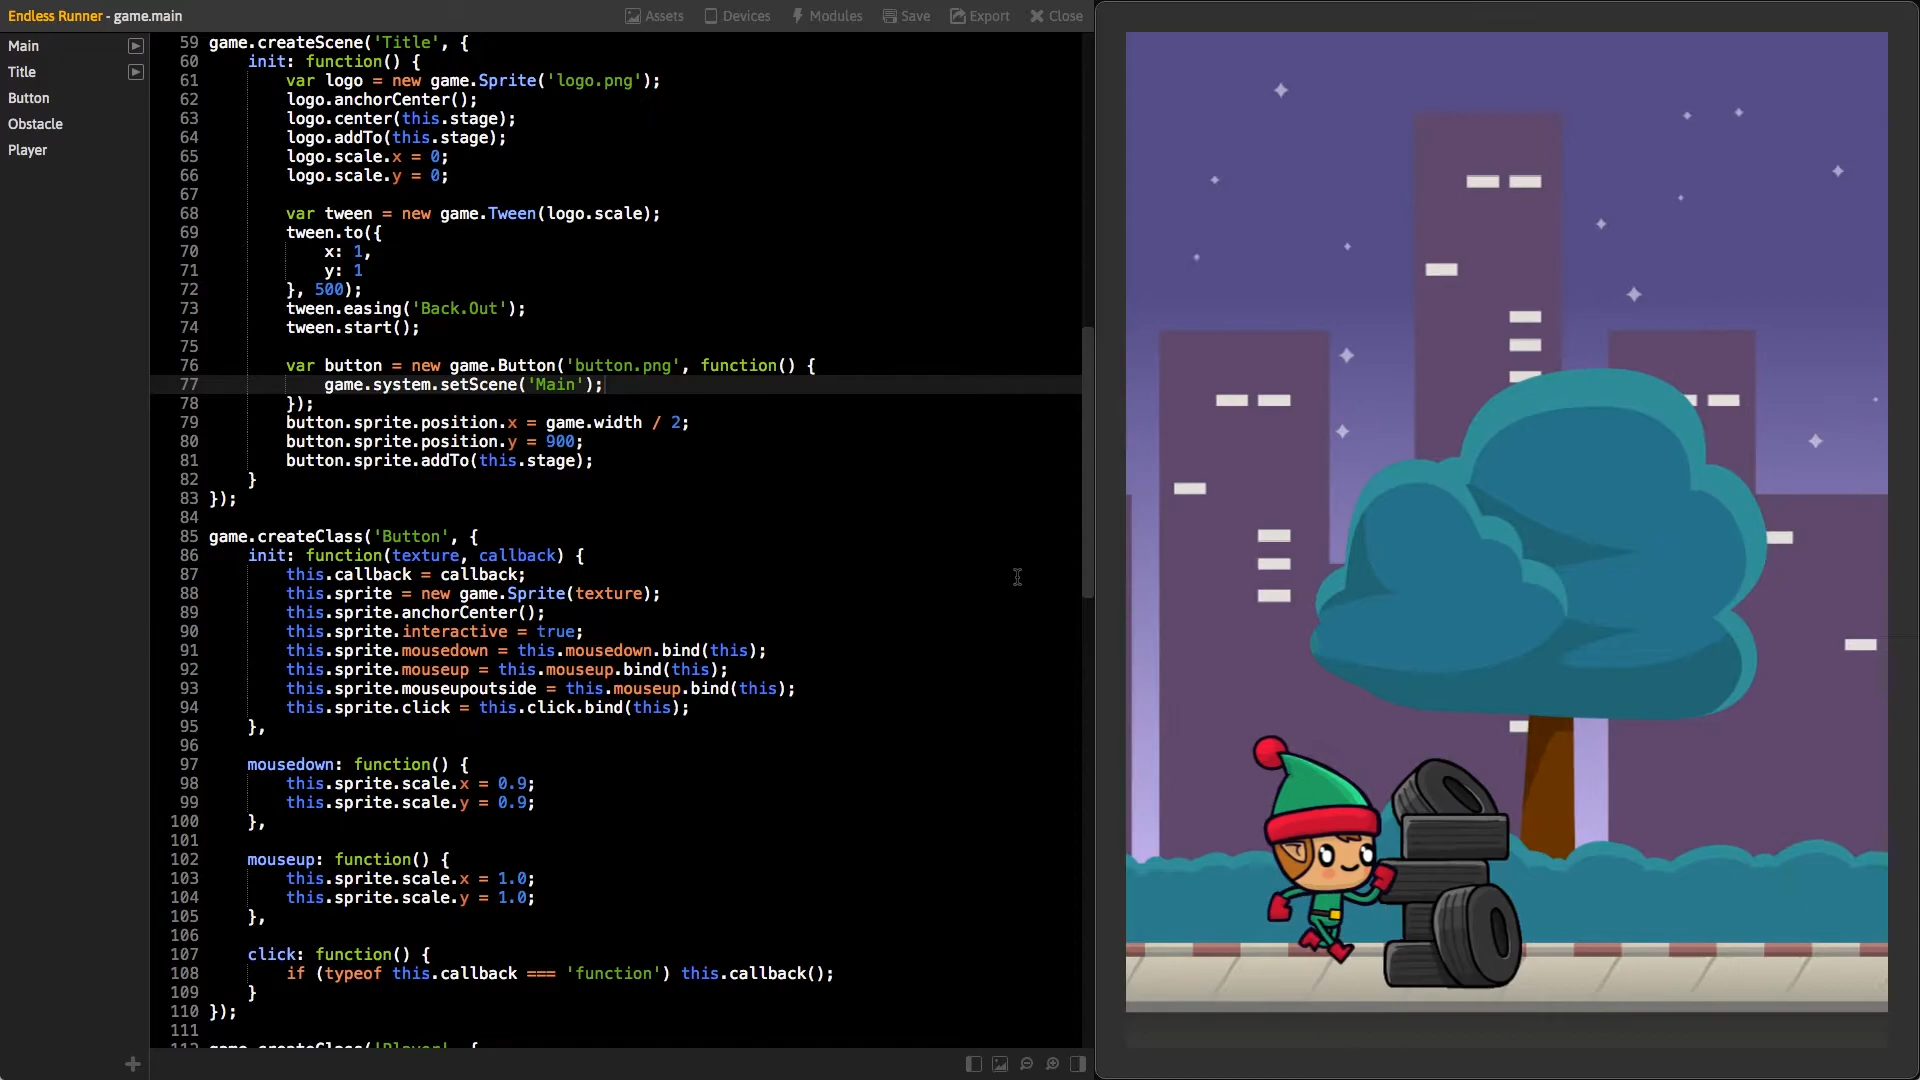 Endless Runner - game.main
Assets Devices Modules Save Export Close
Main
Title
Button
Obstacle
Player
59 game.createScene('Title', {
60 init: function() {
61 var logo = new game.Sprite('logo.png');
62 logo.anchorCenter();
63 logo.center(this.stage);
64 logo.addTo(this.stage);
65 logo.scale.x = 0;
66 logo.scale.y = 0;
67
68 var tween = new game.Tween(logo.scale);
69 tween.to({
70 x: 1,
71 y: 1
72 }, 500);
73 tween.easing('Back.Out');
74 tween.start();
75
76 var button = new game.Button('button.png', function() {
77 game.system.setScene('Main');
78 });
79 button.sprite.position.x = game.width / 2;
80 button.sprite.position.y = 900;
81 button.sprite.addTo(this.stage);
82 }
83 });
84
85 game.createClass('Button', {
86 init: function(texture, callback) {
87 this.callback = callback;
88 this.sprite = new game.Sprite(texture);
89 this.sprite.anchorCenter();
90 this.sprite.interactive = true;
91 this.sprite.mousedown = this.mousedown.bind(this);
92 this.sprite.mouseup = this.mouseup.bind(this);
93 this.sprite.mouseupoutside = this.mouseup.bind(this);
94 this.sprite.click = this.click.bind(this);
95 },
96
97 mousedown: function() {
98 this.sprite.scale.x = 0.9;
99 this.sprite.scale.y = 0.9;
100 },
101
102 mouseup: function() {
103 this.sprite.scale.x = 1.0;
104 this.sprite.scale.y = 1.0;
105 },
106
107 click: function() {
108 if (typeof this.callback === 'function') this.callback();
109 }
110 });
111
112 game.createClass('Player', {